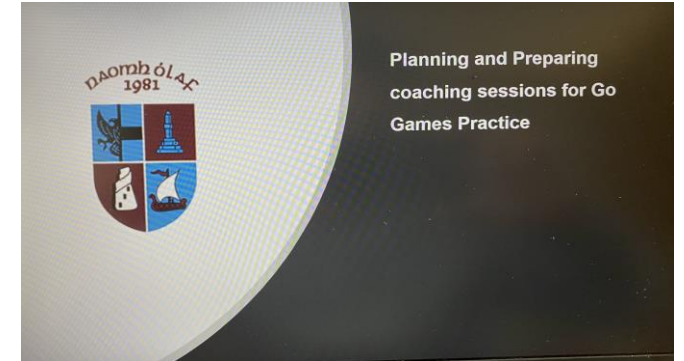 naomh ólaf
1981
Planning and Preparing
coaching sessions for Go
Games Practice